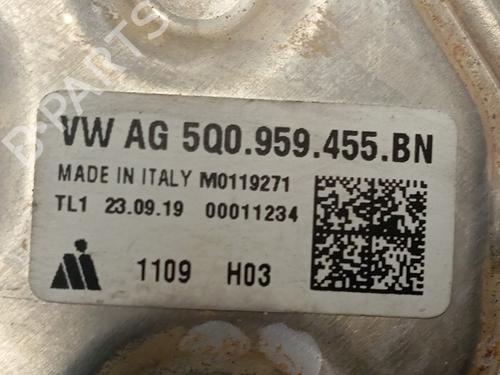 B-PARTS
VW AG 5Q0.959.455.BN
MADE IN ITALY M0119271
TL1 23.09.19 00011234
1109 H03